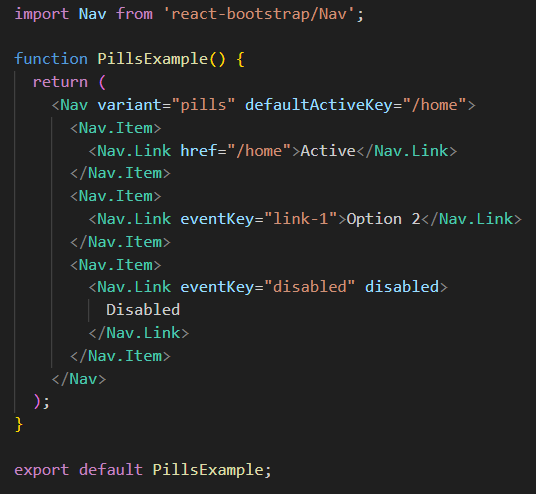 import Nav from 'react-bootstrap/Nav';

function PillsExample() {
  return (
    <Nav variant="pills" defaultActiveKey="/home">
      <Nav.Item>
        <Nav.Link href="/home">Active</Nav.Link>
      </Nav.Item>
      <Nav.Item>
        <Nav.Link eventKey="link-1">Option 2</Nav.Link>
      </Nav.Item>
      <Nav.Item>
        <Nav.Link eventKey="disabled" disabled>
          Disabled
        </Nav.Link>
      </Nav.Item>
    </Nav>
  );
}

export default PillsExample;